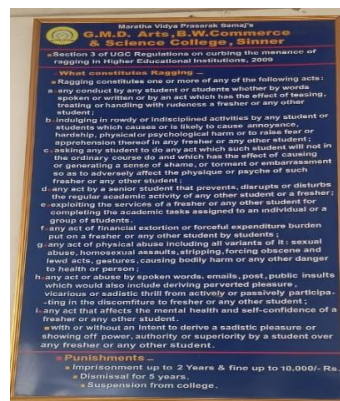 Maratha Vidya Prasarak Samaj's
G.M.D. Arts, B.W.Commerce
& Science College, Sinner
Section 3 of UGC Regulations on curbing the menance of
ragging in Higher Educational Institutions, 2009
What constitutes Ragging –
Ragging constitutes one or more of any of the following acts:
a any conduct by any student or students whether by words
spoken or written or by an act which has the effect of teesing,
treating or handling with rudeness a fresher or any other
student;
b indulging in rowdy or indisciplined activities by any student or
students which causes or is likely to cause annoyance,
hardship, physical or psychological harm or to raise fear or
apprehension thereof in any fresher or any other student;
c asking any student to do any act which such student will not in
the ordinary course do and which has the effect of causing
or generating a sense of shame, or torment or embarrassment
so as to adversely affect the physique or psyche of such
fresher or any other student;
d any act by a senior student that prevents, disrupts or disturbs
the regular academic activity of any other student or a fresher;
e exploiting the services of a fresher or any other student for
completing the academic tasks assigned to an individual or a
group of students.
f any act of financial extortion or forceful expenditure burden
put on a fresher or any other student by students;
g any act of physical abuse including all variants of it: sexual
abuse, homosexual assaults, stripping, forcing obscene and
lewd acts, gestures, causing bodily harm or any other danger
to health or person;
h any act or abuse by spoken words, emails, post, public insults
which would also include deriving perverted pleasure,
vicarious or sadistic thrill from actively or passively participa-
-ting in the discomfiture to fresher or any other student;
i any act that affects the mental health and self-confidence of a
fresher or any other student.
with or without an intent to derive a sadistic pleasure or
showing off power, authority or superiority by a student over
any fresher or any other student.
Punishments –
Imprisonment up to 2 Years & fine up to 10,000/- Rs.
Dismissal for 5 years.
Suspension from college.